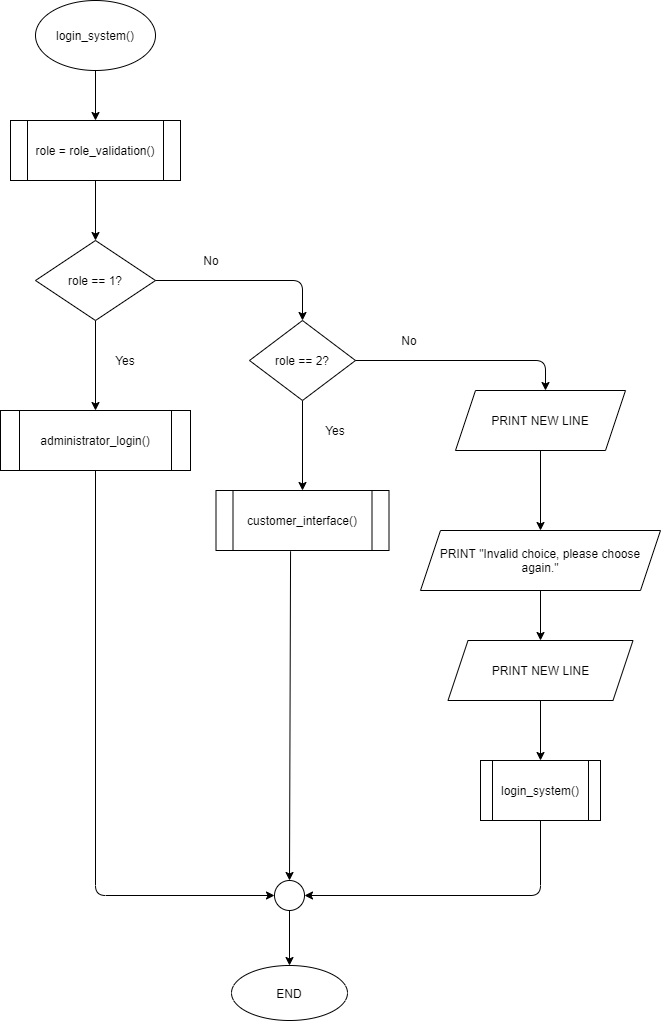 login_system()
role = role_validation()
role == 1?
No
Yes
role == 2?
No
Yes
administrator_login()
customer_interface()
PRINT NEW LINE
PRINT "Invalid choice, please choose
again."
PRINT NEW LINE
login_system()
END